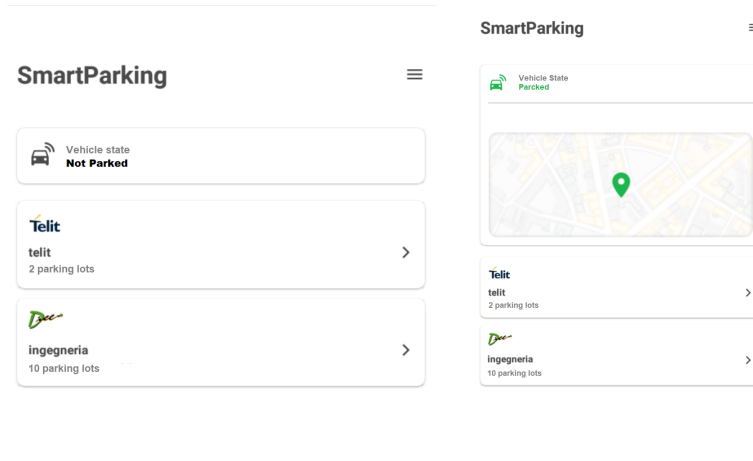 SmartParking
Vehicle state
Not Parked
Telit
telit
2 parking lots
ingegneria
10 parking lots
SmartParking
Vehicle State
Parcked
Telit
telit
2 parking lots
ingegneria
10 parking lots